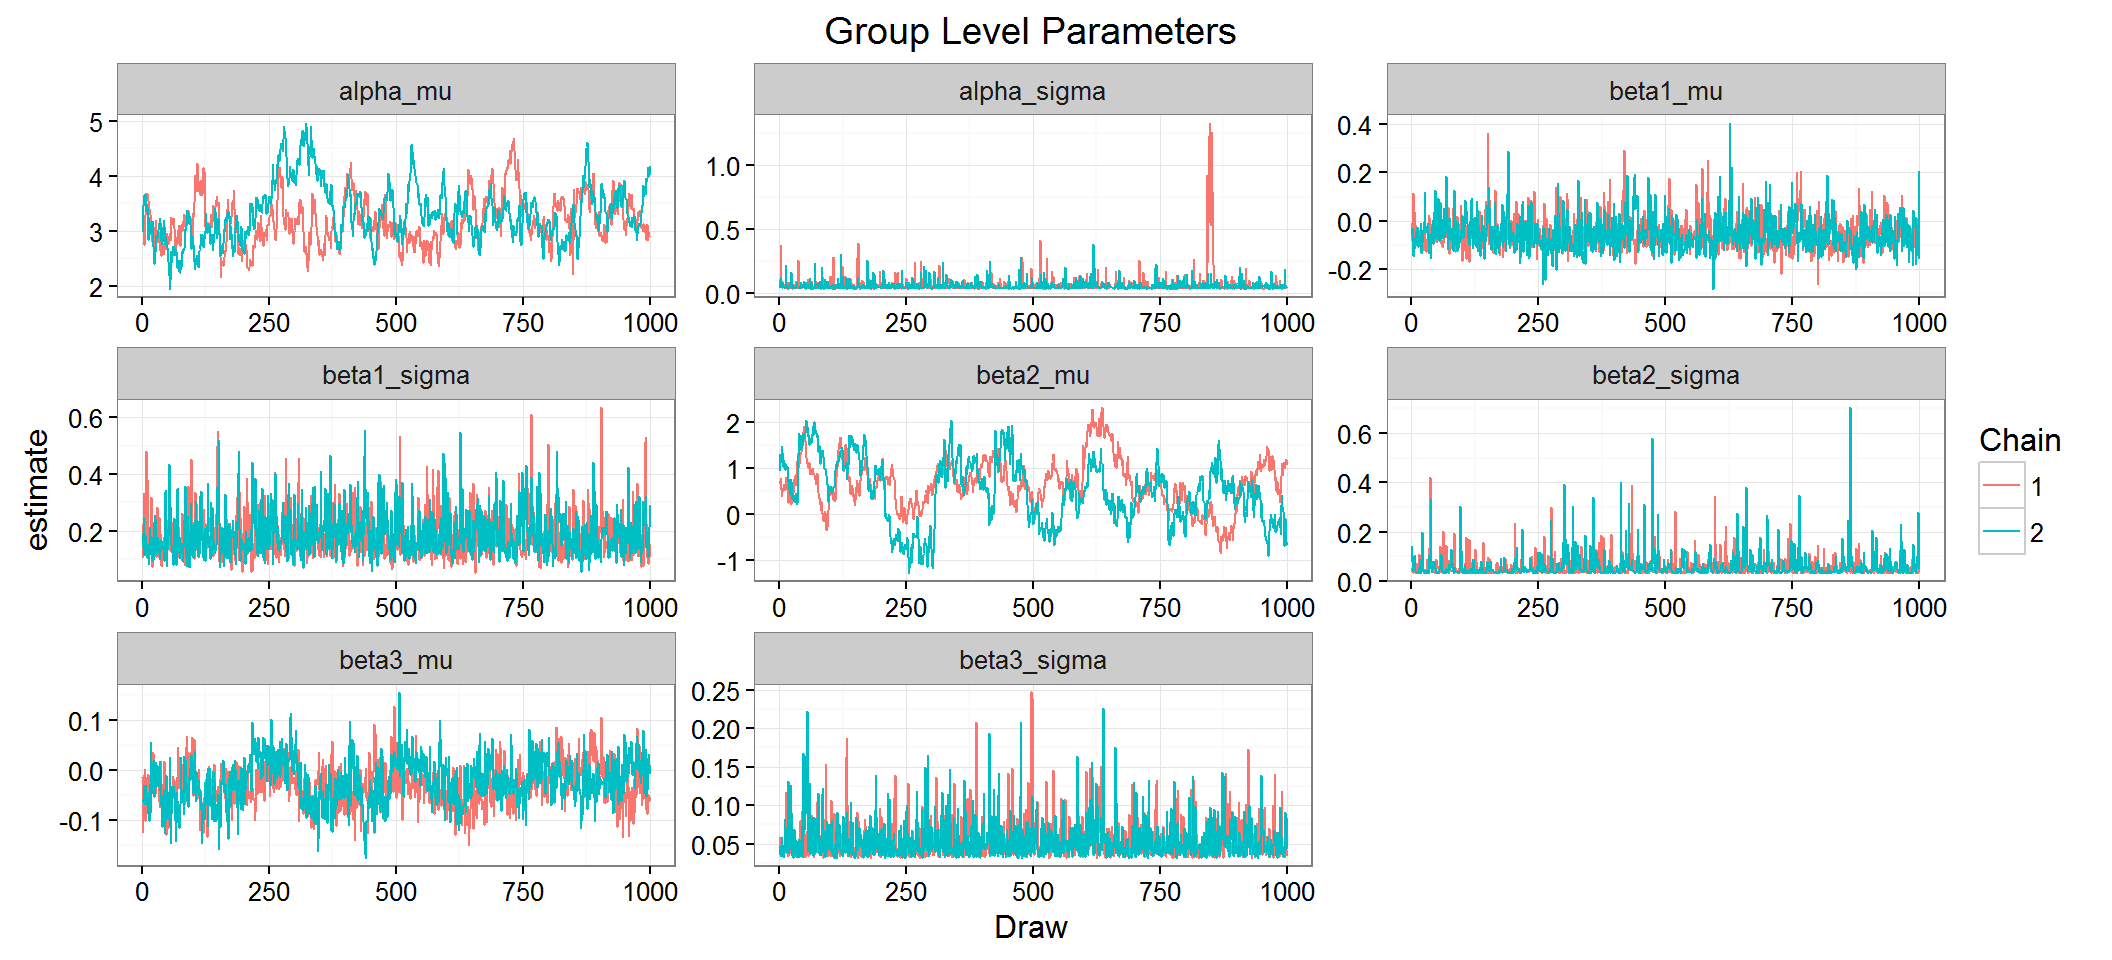 Group Level Parameters
alpha_mu
alpha_sigma
beta1_mu
5
4
3
2
1.0
0.5
0.0
0.4
0.2
0.0
-0.2
0 250 500 750 1000
0 250 500 750 1000
0 250 500 750 1000
beta1_sigma
beta2_mu
beta2_sigma
0.6
0.4
0.2
2
1
0
-1
0.6
0.4
0.2
0.0
0 250 500 750 1000
0 250 500 750 1000
0 250 500 750 1000
beta3_mu
beta3_sigma
0.1
0.0
-0.1
0.25
0.20
0.15
0.10
0.05
0 250 500 750 1000
0 250 500 750 1000
estimate
Draw
Chain
1
2